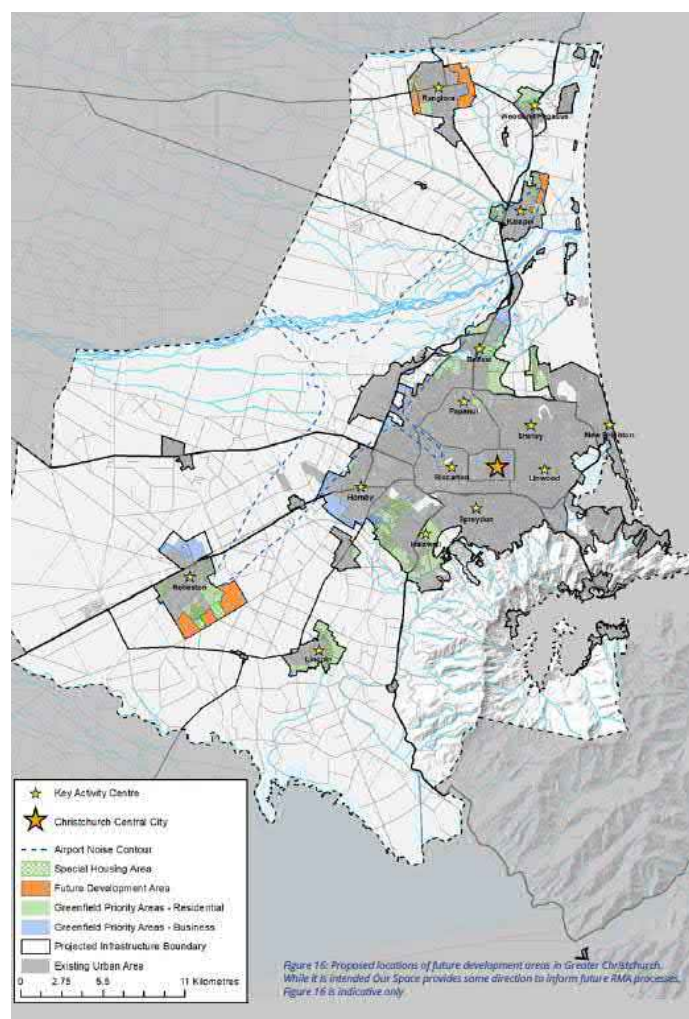 Rangiora
Woodend/Pegasus
Kaiapoi
Belfast
Papanui
Shirley
New Brighton
Riccarton
Linwood
Hornby
Spreydon
Halswell
Rolleston
Lincoln
Key Activity Centre
Christchurch Central City
Airport Noise Contour
Special Housing Area
Future Development Area
Greenfield Priority Areas - Residential
Greenfield Priority Areas - Business
Projected Infrastructure Boundary
Existing Urban Area
0 2.75 5.5 11 Kilometres
Figure 16: Proposed locations of future development areas in Greater Christchurch.
While it is intended Our Space provides some direction to inform future RMA processes,
Figure 16 is indicative only